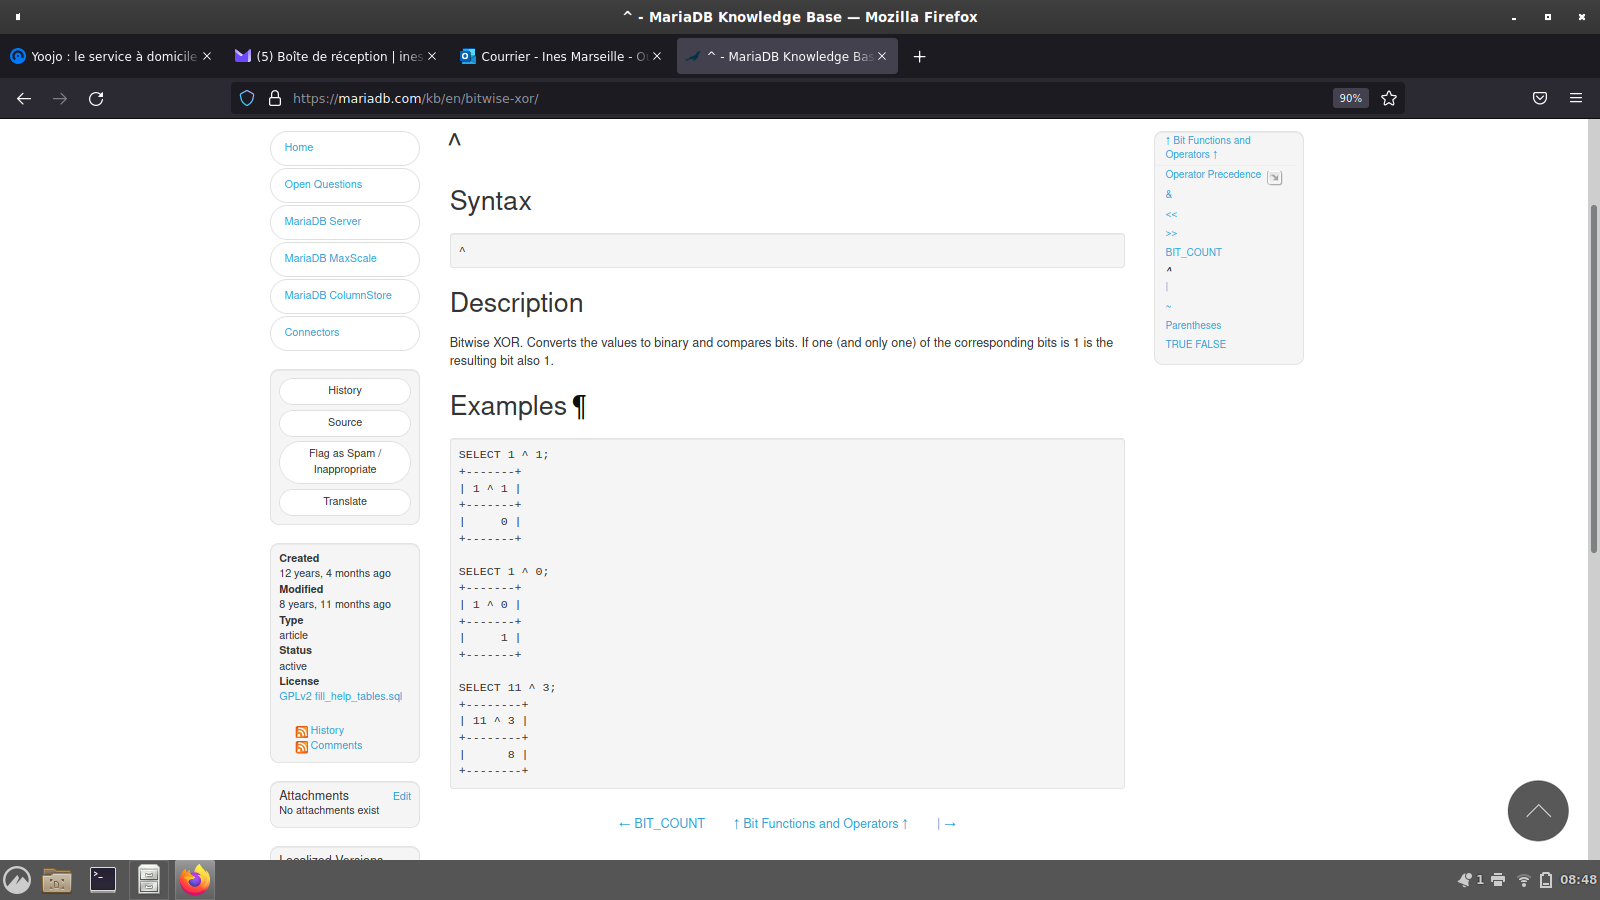 ^ - MariaDB Knowledge Base — Mozilla Firefox
Yoojo : le service à domicile
(5) Boîte de réception | ines
Courrier - Ines Marseille - Ou
^ - MariaDB Knowledge Bas
https://mariadb.com/kb/en/bitwise-xor/
90%
Home
Open Questions
MariaDB Server
MariaDB MaxScale
MariaDB ColumnStore
Connectors
History
Source
Flag as Spam /
Inappropriate
Translate
Created
12 years, 4 months ago
Modified
8 years, 11 months ago
Type
article
Status
active
License
GPLv2 fill_help_tables.sql
History
Comments
Attachments Edit
No attachments exist
Localized Versions
^
Syntax
^
Description
Bitwise XOR. Converts the values to binary and compares bits. If one (and only one) of the corresponding bits is 1 is the
resulting bit also 1.
Examples ¶
SELECT 1 ^ 1;
+-------+
| 1 ^ 1 |
+-------+
|     0 |
+-------+
SELECT 1 ^ 0;
+-------+
| 1 ^ 0 |
+-------+
|     1 |
+-------+
SELECT 11 ^ 3;
+--------+
| 11 ^ 3 |
+--------+
|      8 |
+--------+
← BIT_COUNT ↑ Bit Functions and Operators ↑ | →
↑ Bit Functions and
Operators ↑
Operator Precedence
&
<<
>>
BIT_COUNT
^
|
~
Parentheses
TRUE FALSE
1
08:48